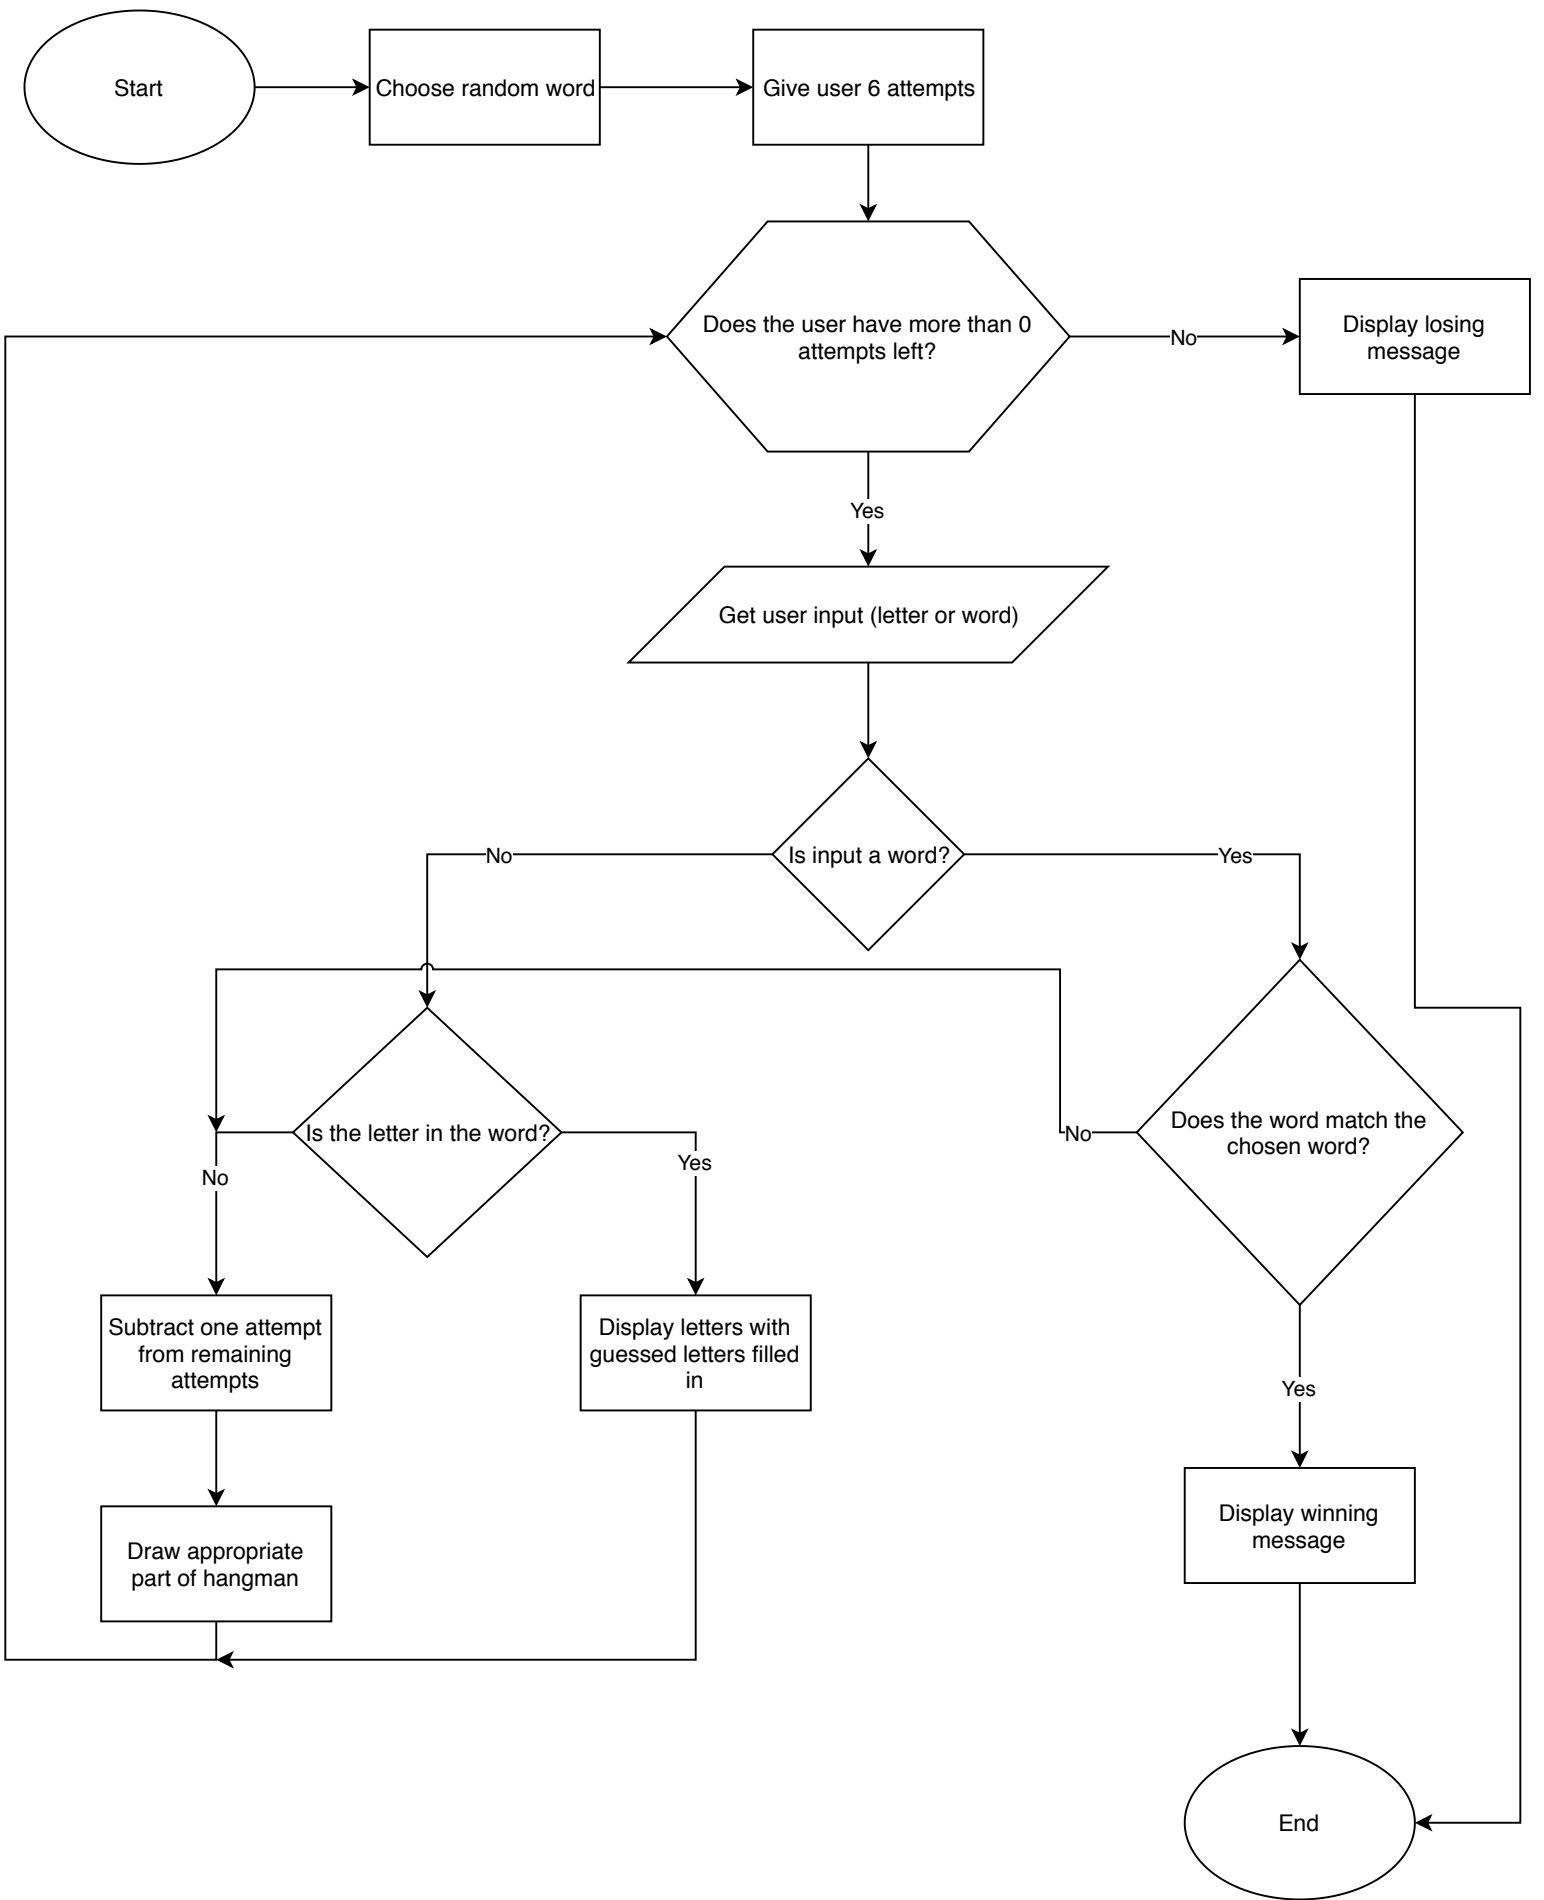 Start
Choose random word
Give user 6 attempts
Does the user have more than 0
attempts left?
No
Display losing
message
Yes
Get user input (letter or word)
Is input a word?
No
Yes
Is the letter in the word?
No
Yes
Does the word match the
chosen word?
No
Subtract one attempt
from remaining
attempts
Display letters with
guessed letters filled
in
Yes
Draw appropriate
part of hangman
Display winning
message
End